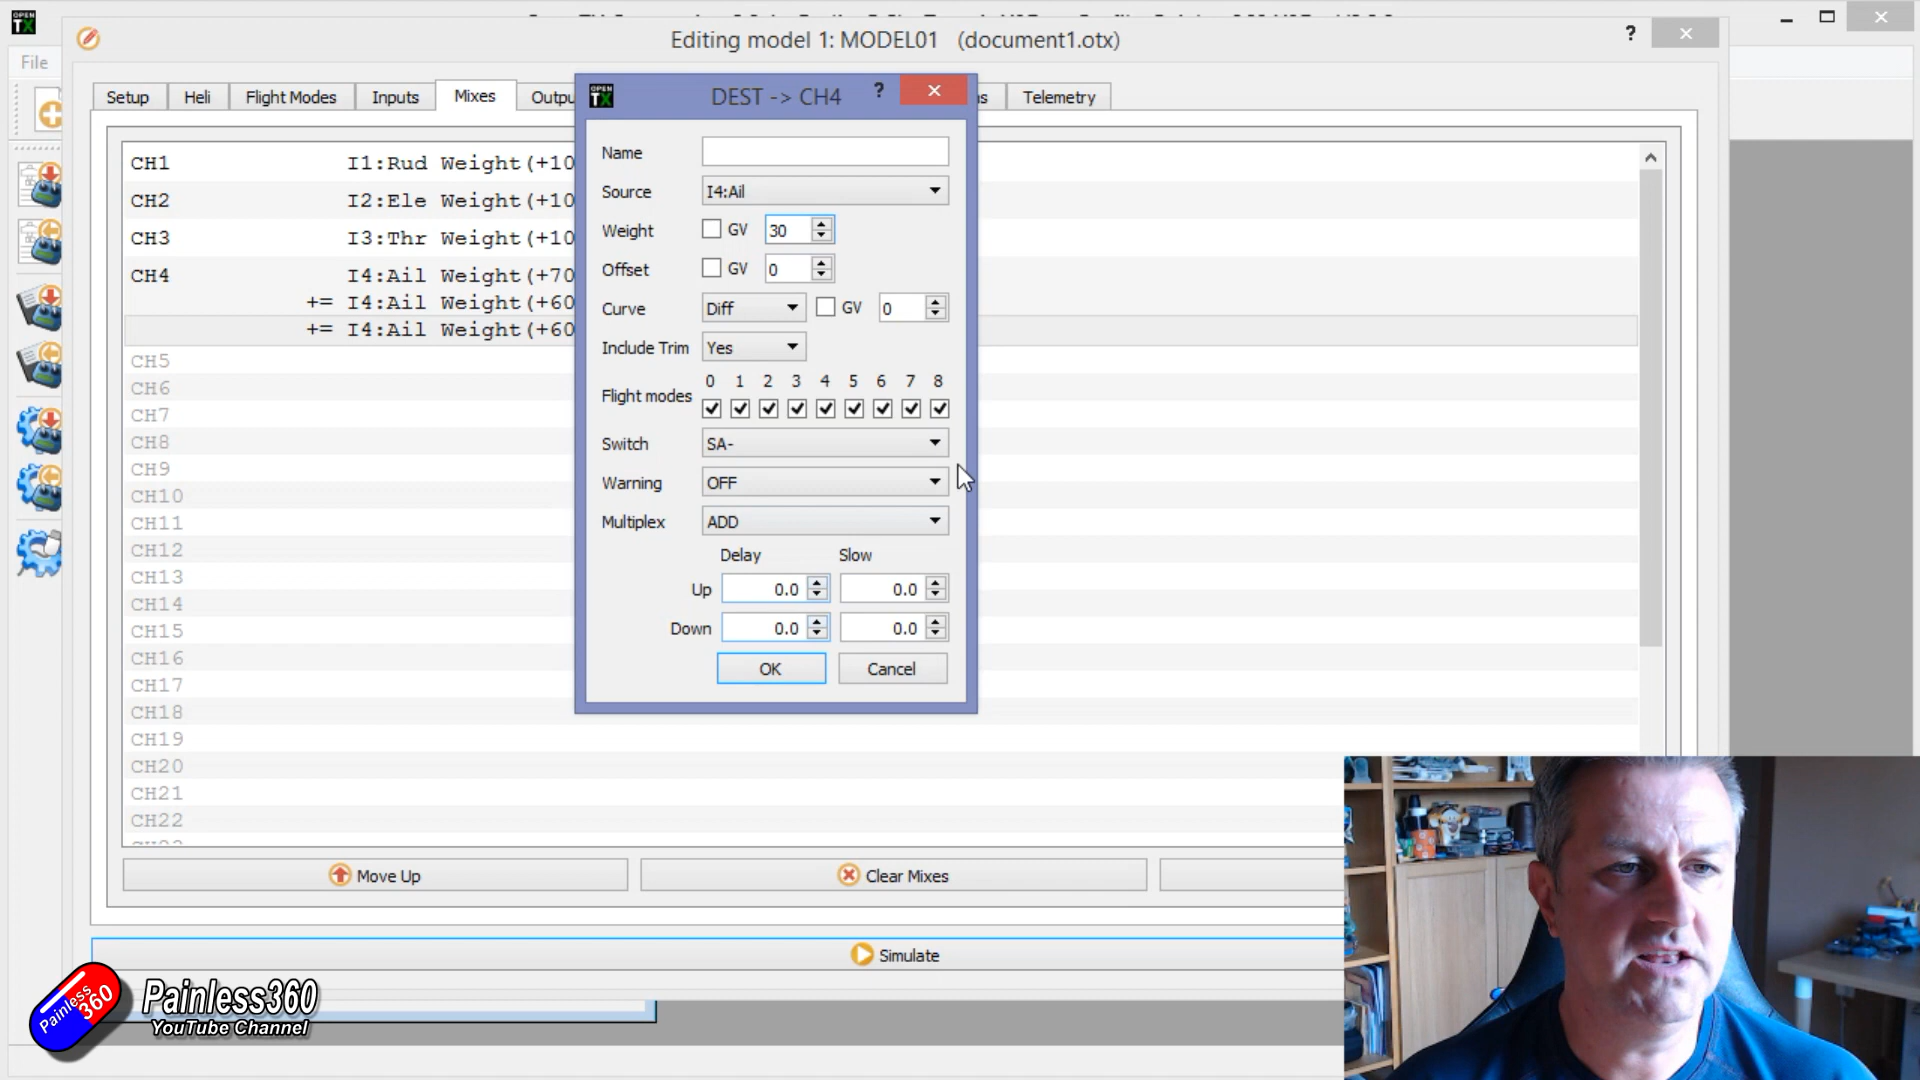 OPEN TX
Editing model 1: MODEL01 (document1.otx)
?
File
Setup
Heli
Flight Modes
Inputs
Mixes
Outpu
Telemetry
OPEN TX
DEST -> CH4
?
CH1 I1:Rud Weight(+10
CH2 I2:Ele Weight(+10
CH3 I3:Thr Weight(+10
CH4 I4:Ail Weight(+70
+= I4:Ail Weight(+60
+= I4:Ail Weight(+60
CH5
CH6
CH7
CH8
CH9
CH10
CH11
CH12
CH13
CH14
CH15
CH16
CH17
CH18
CH19
CH20
CH21
CH22
Name
Source I4:Ail
Weight GV 30
Offset GV 0
Curve Diff GV 0
Include Trim Yes
0 1 2 3 4 5 6 7 8
Flight modes
Switch SA-
Warning OFF
Multiplex ADD
Delay Slow
Up 0.0 0.0
Down 0.0 0.0
OK Cancel
Move Up
Clear Mixes
Simulate
Painless 360
Painless360
YouTube Channel